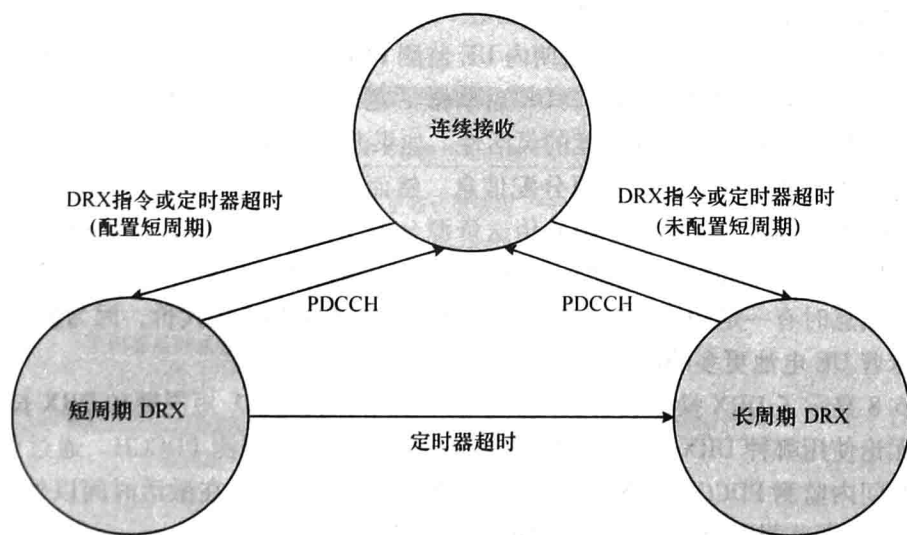 连续接收
DRX指令或定时器超时
(配置短周期)
DRX指令或定时器超时
(未配置短周期)
PDCCH
PDCCH
短周期 DRX
长周期 DRX
定时器超时